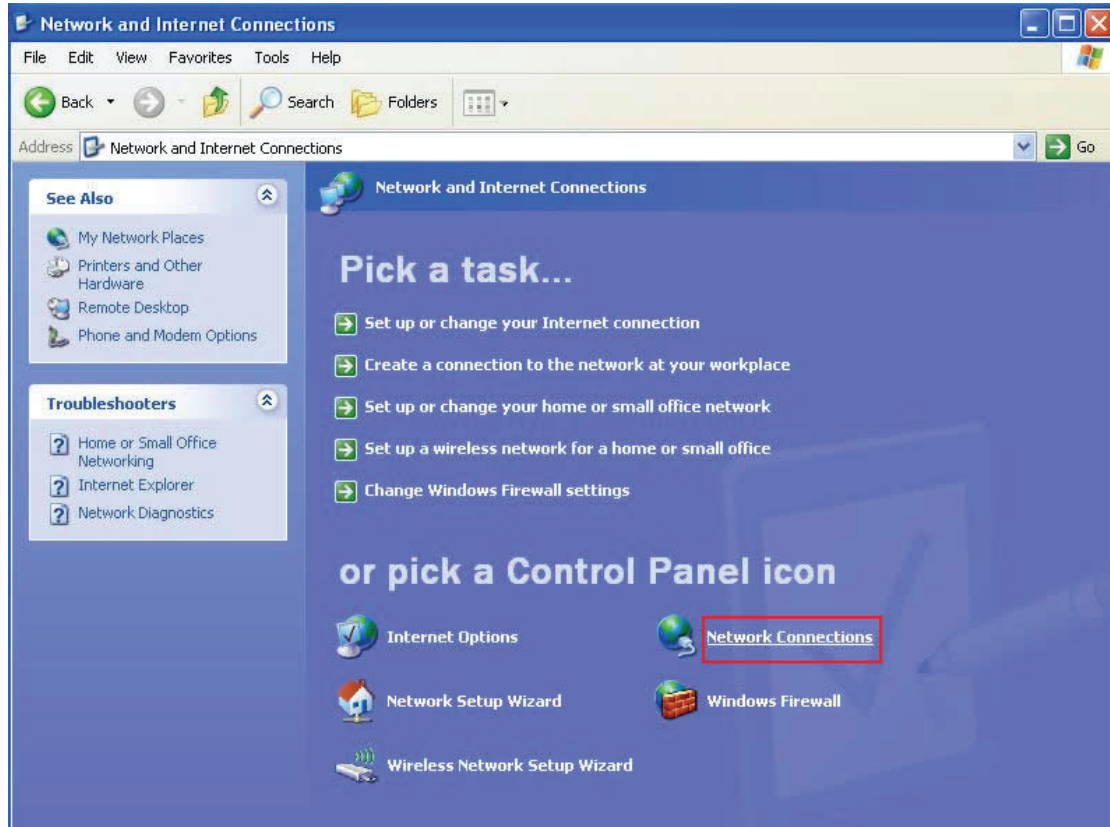 Network and Internet Connections
File Edit View Favorites Tools Help
Back Search Folders
Address Network and Internet Connections Go
See Also
My Network Places
Printers and Other
Hardware
Remote Desktop
Phone and Modem Options
Troubleshooters
Home or Small Office
Networking
Internet Explorer
Network Diagnostics
Network and Internet Connections
Pick a task...
Set up or change your Internet connection
Create a connection to the network at your workplace
Set up or change your home or small office network
Set up a wireless network for a home or small office
Change Windows Firewall settings
or pick a Control Panel icon
Internet Options
Network Connections
Network Setup Wizard
Windows Firewall
Wireless Network Setup Wizard